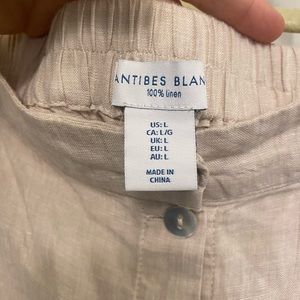 ANTIBES BLAN
100% linen
US: L
CA: L/G
UK: L
EU: L
AU: L
MADE IN
CHINA